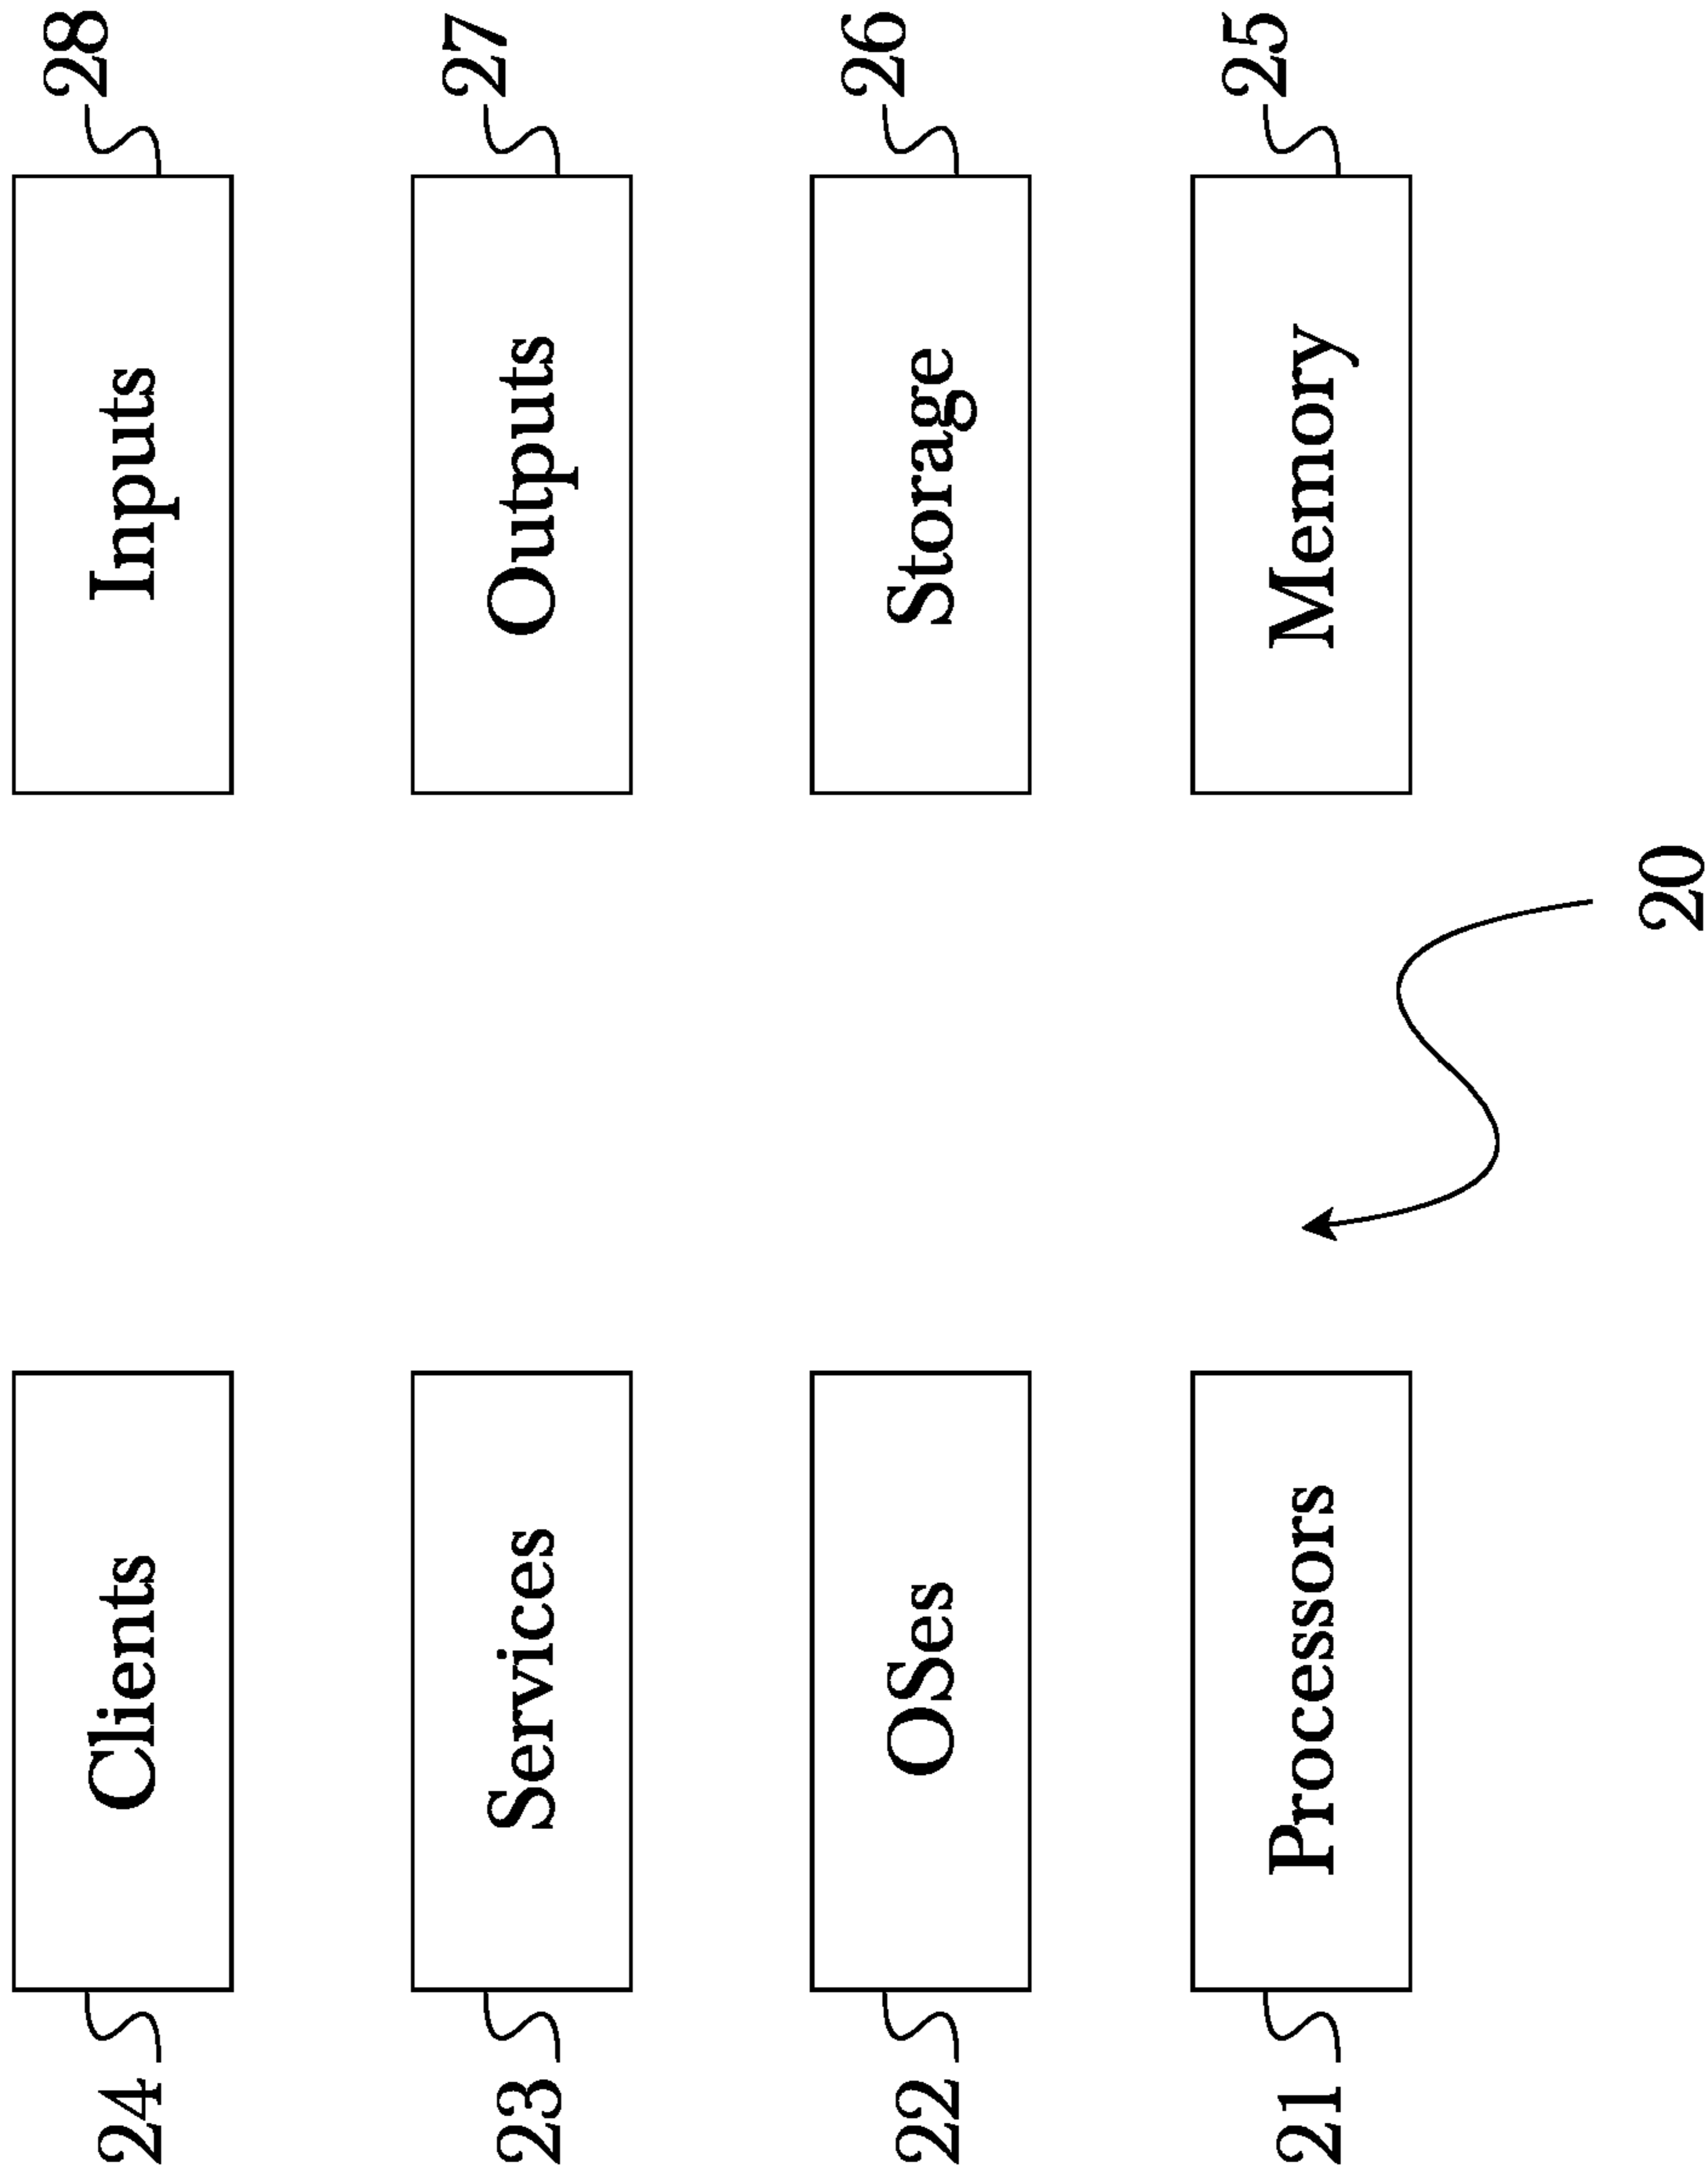 24
Clients
Inputs
28
23
Services
Outputs
27
22
OSes
Storage
26
21
Processors
Memory
25
20